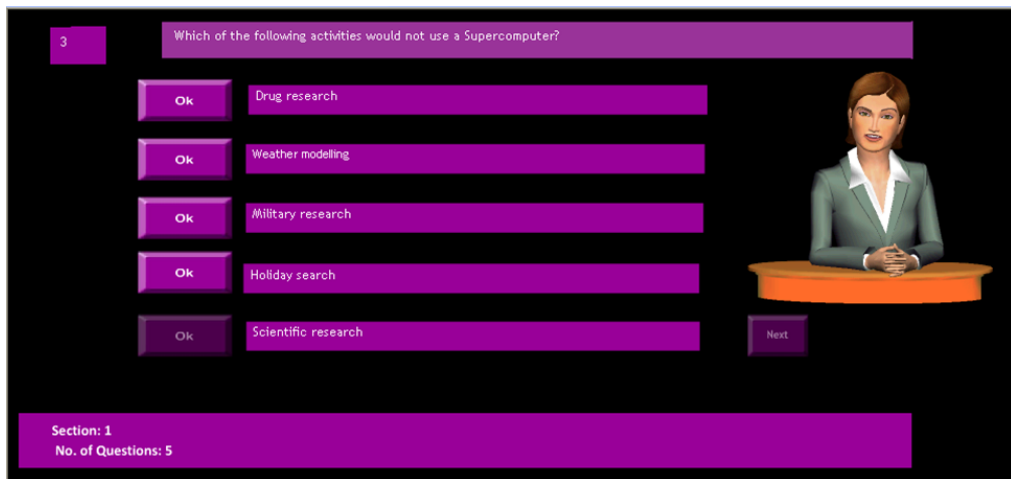 3
Which of the following activities would not use a Supercomputer?
Ok
Drug research
Ok
Weather modelling
Ok
Military research
Ok
Holiday search
Ok
Scientific research
Next
Section: 1
No. of Questions: 5